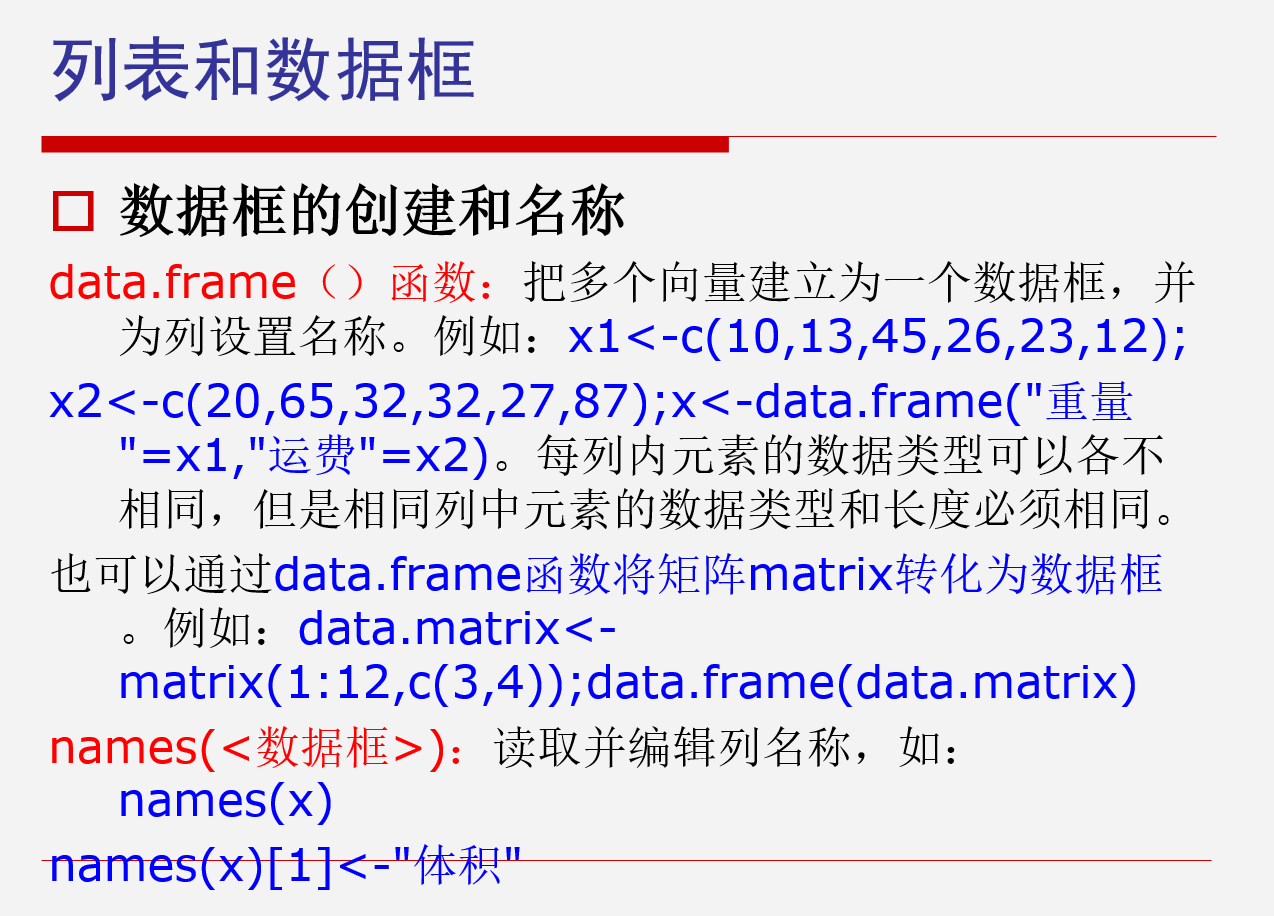 列表和数据框
数据框的创建和名称
data.frame（）函数：把多个向量建立为一个数据框，并
为列设置名称。例如：x1<-c(10,13,45,26,23,12);
x2<-c(20,65,32,32,27,87);x<-data.frame("重量
"=x1,"运费"=x2)。每列内元素的数据类型可以各不
相同，但是相同列中元素的数据类型和长度必须相同。
也可以通过data.frame函数将矩阵matrix转化为数据框
。例如：data.matrix<-
matrix(1:12,c(3,4));data.frame(data.matrix)
names(<数据框>)：读取并编辑列名称，如：
names(x)
names(x)[1]<-"体积"